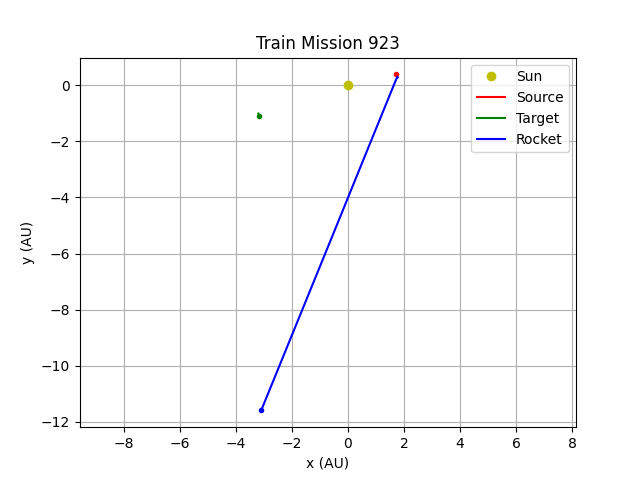 Train Mission 923
Sun
Source
Target
Rocket
0
−2
−4
−6
−8
−10
−12
y (AU)
−8
−6
−4
−2
0
2
4
6
8
x (AU)